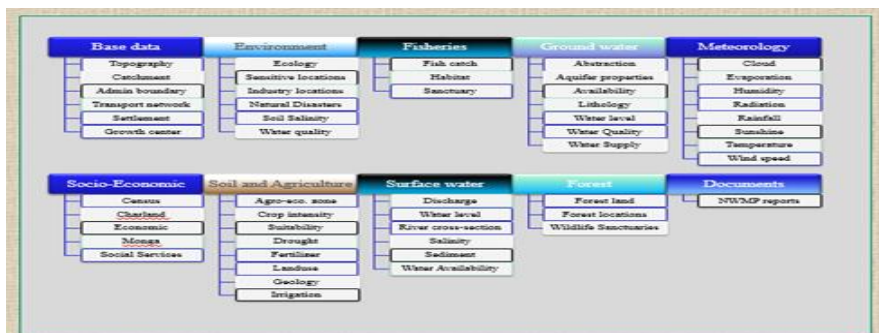 Base data
Topography
Catchment
Admin boundary
Transport network
Settlement
Growth center
Environment
Ecology
Sensitive locations
Industry locations
Natural Disasters
Soil Salinity
Water quality
Fisheries
Fish catch
Habitat
Sanctuary
Ground water
Abstraction
Aquifer properties
Availability
Lithology
Water level
Water Quality
Water Supply
Meteorology
Cloud
Evaporation
Humidity
Radiation
Rainfall
Sunshine
Temperature
Wind speed
Socio-Economic
Census
Charland
Economic
Monga
Social Services
Soil and Agriculture
Agro-eco. zone
Crop intensity
Suitability
Drought
Fertilizer
Landuse
Geology
Irrigation
Surface water
Discharge
Water level
River cross-section
Salinity
Sediment
Water Availability
Forest
Forest land
Forest locations
Wildlife Sanctuaries
Documents
NWMP reports